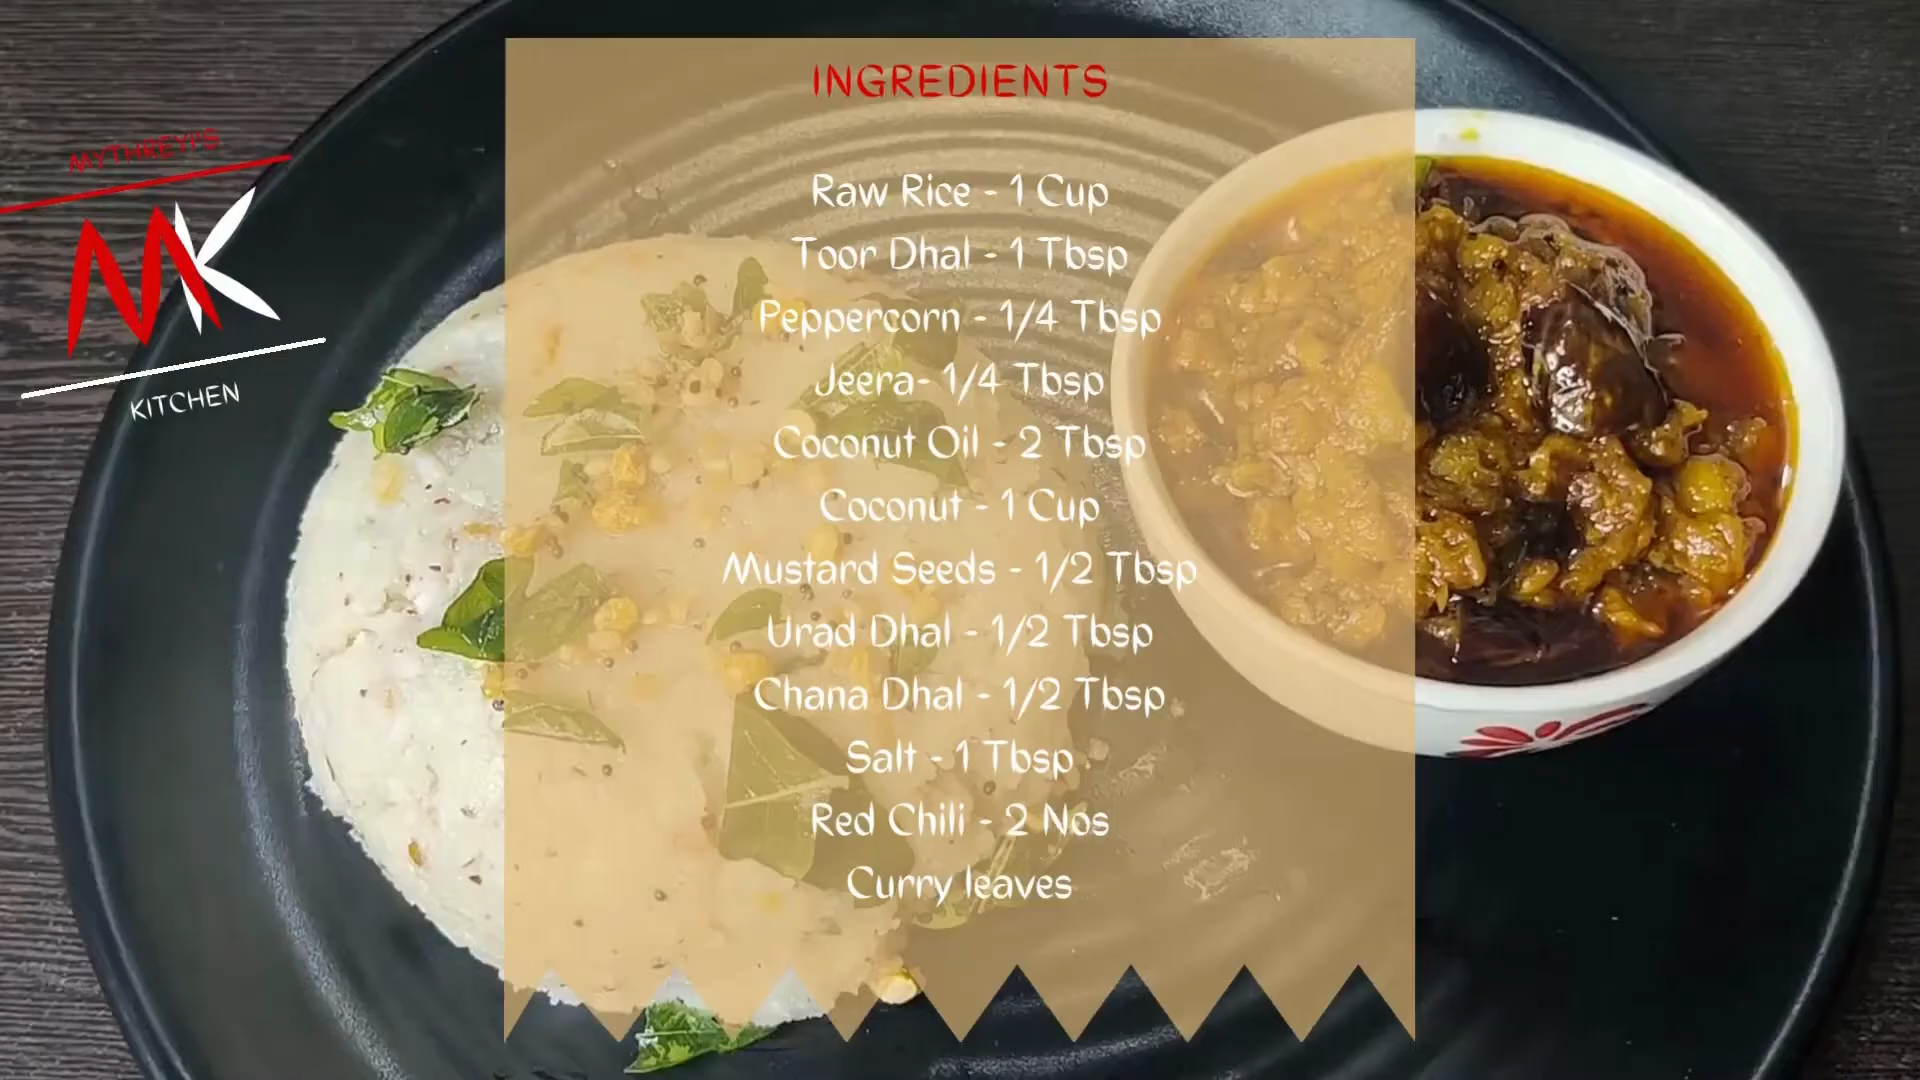 INGREDIENTS
MYTHREYI'S
MK
KITCHEN
Raw Rice - 1 Cup
Toor Dhal - 1 Tbsp
Peppercorn - 1/4 Tbsp
Jeera- 1/4 Tbsp
Coconut Oil - 2 Tbsp
Coconut - 1 Cup
Mustard Seeds - 1/2 Tbsp
Urad Dhal - 1/2 Tbsp
Chana Dhal - 1/2 Tbsp
Salt - 1 Tbsp
Red Chili - 2 Nos
Curry leaves